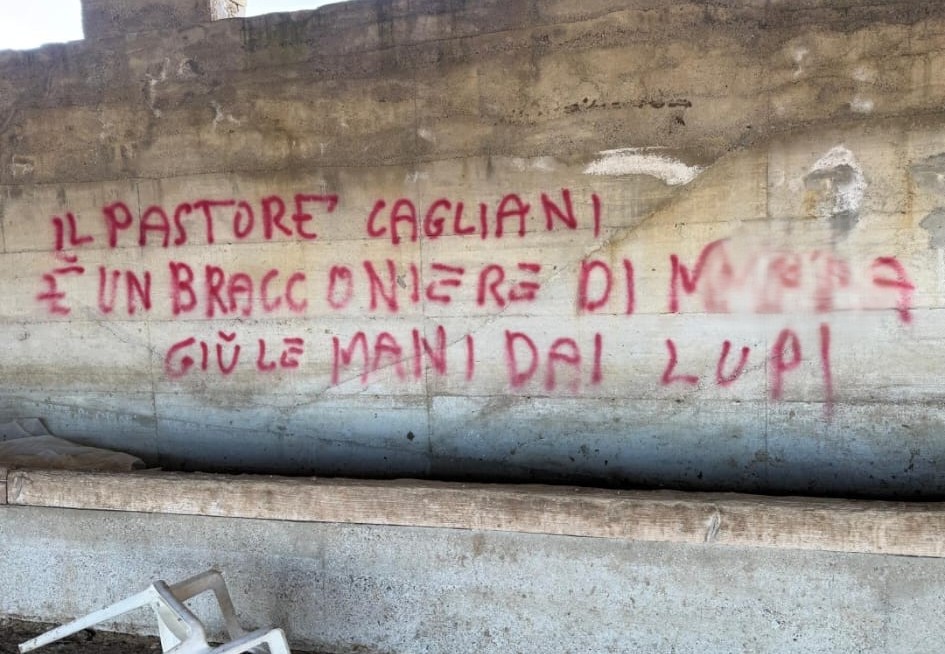 IL PASTORE CAGLIANI
È UN BRACCONIERE DI
GIÙ LE MANI DAI LUPI